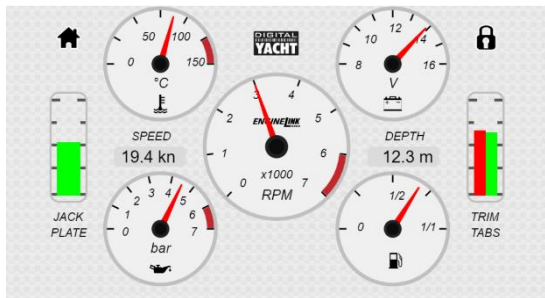 50
100
0
150
°C
DIGITAL
YACHT
10
12
14
8
16
V
SPEED
19.4 kn
3
4
2
5
1
6
0
7
ENGINELINK
x1000
RPM
DEPTH
12.3 m
JACK
PLATE
3
4
2
5
1
6
0
7
bar
1/2
0
1/1
TRIM
TABS